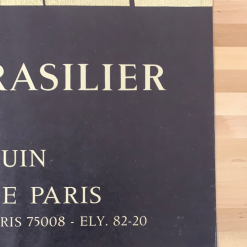 RASILIER
UIN
E PARIS
RIS 75008 - ELY. 82-20